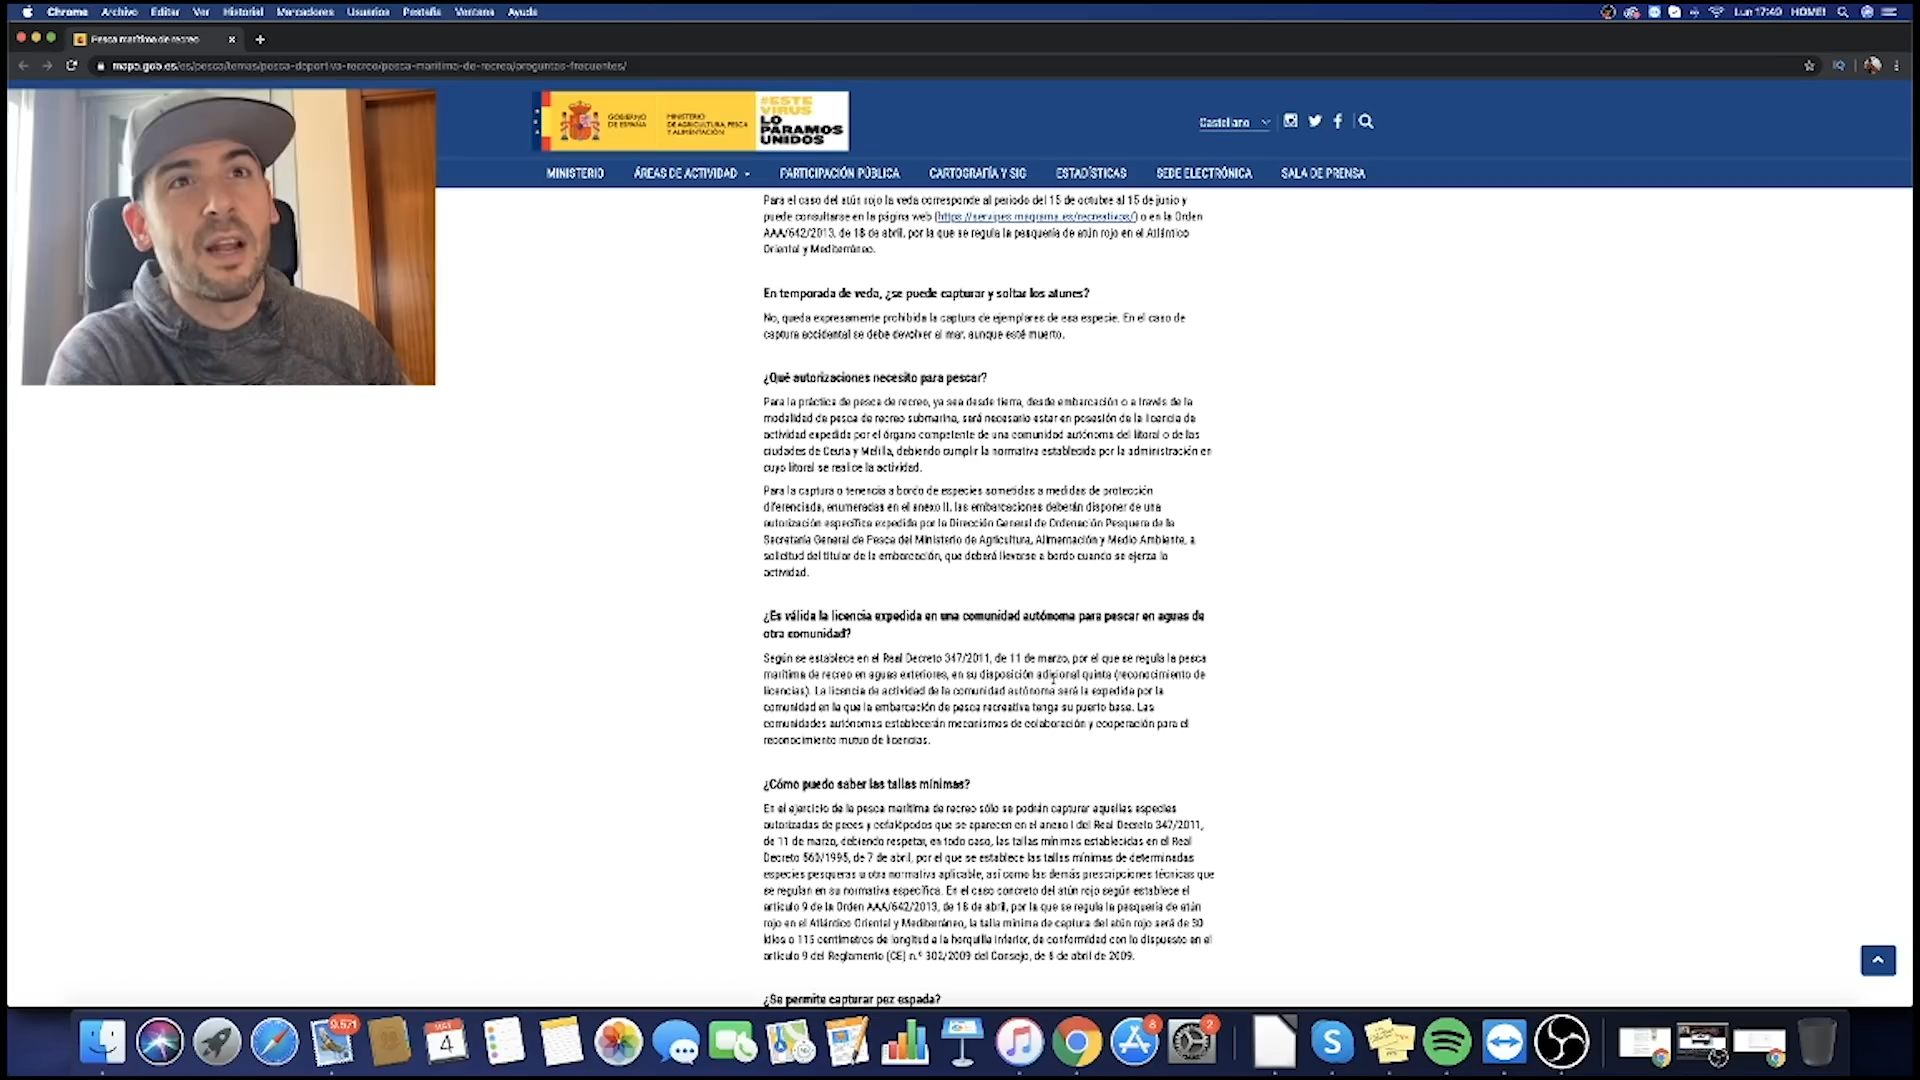 Chrome Archivo Editar Ver Historial Marcadores Usuarios Pestaña Ventana Ayuda
Lun 17:49 HOME!
Pesca marítima de recreo
mapa.gob.es/es/pesca/temas/pesca-deportiva-recreo/pesca-maritima-de-recreo/preguntas-frecuentes/
GOBIERNO DE ESPAÑA
MINISTERIO DE AGRICULTURA, PESCA Y ALIMENTACIÓN
#ESTE VIRUS LO PARAMOS UNIDOS
Castellano
MINISTERIO ÁREAS DE ACTIVIDAD PARTICIPACIÓN PÚBLICA CARTOGRAFÍA Y SIG ESTADÍSTICAS SEDE ELECTRÓNICA SALA DE PRENSA
Para el caso del atún rojo la veda corresponde al periodo del 15 de octubre al 15 de junio y
puede consultarse en la página web (https://servipes.magrama.es/recreativos/) o en la Orden
AAA/642/2013, de 18 de abril, por la que se regula la pesquería de atún rojo en el Atlántico
Oriental y Mediterráneo.
En temporada de veda, ¿se puede capturar y soltar los atunes?
No, queda expresamente prohibida la captura de ejemplares de esa especie. En el caso de
captura accidental se debe devolver al mar, aunque esté muerto.
¿Qué autorizaciones necesito para pescar?
Para la práctica de pesca de recreo, ya sea desde tierra, desde embarcación o a través de la
modalidad de pesca de recreo submarina, será necesario estar en posesión de la licencia de
actividad expedida por el órgano competente de una comunidad autónoma del litoral o de las
ciudades de Ceuta y Melilla, debiendo cumplir la normativa establecida por la administración en
cuyo litoral se realice la actividad.
Para la captura o tenencia a bordo de especies sometidas a medidas de protección
diferenciada, enumeradas en el anexo II, las embarcaciones deberán disponer de una
autorización específica expedida por la Dirección General de Ordenación Pesquera de la
Secretaría General de Pesca del Ministerio de Agricultura, Alimentación y Medio Ambiente, a
solicitud del titular de la embarcación, que deberá llevarse a bordo cuando se ejerza la
actividad.
¿Es válida la licencia expedida en una comunidad autónoma para pescar en aguas de
otra comunidad?
Según se establece en el Real Decreto 347/2011, de 11 de marzo, por el que se regula la pesca
marítima de recreo en aguas exteriores, en su disposición adicional quinta (reconocimiento de
licencias). La licencia de actividad de la comunidad autónoma será la expedida por la
comunidad en la que la embarcación de pesca recreativa tenga su puerto base. Las
comunidades autónomas establecerán mecanismos de colaboración y cooperación para el
reconocimiento mutuo de licencias.
¿Cómo puedo saber las tallas mínimas?
En el ejercicio de la pesca marítima de recreo sólo se podrán capturar aquellas especies
autorizadas de peces y cefalópodos que se aparecen en el anexo I del Real Decreto 347/2011,
de 11 de marzo, debiendo respetar, en todo caso, las tallas mínimas establecidas en el Real
Decreto 560/1995, de 7 de abril, por el que se establece las tallas mínimas de determinadas
especies pesqueras u otra normativa aplicable, así como las demás prescripciones técnicas que
se regulan en su normativa específica. En el caso concreto del atún rojo según establece el
artículo 9 de la Orden AAA/642/2013, de 18 de abril, por la que se regula la pesquería de atún
rojo en el Atlántico Oriental y Mediterráneo, la talla mínima de captura del atún rojo será de 30
kilos o 115 centímetros de longitud a la horquilla inferior, de conformidad con lo dispuesto en el
artículo 9 del Reglamento (CE) n.º 302/2009 del Consejo, de 6 de abril de 2009.
¿Se permite capturar pez espada?
9.571
4
8
2